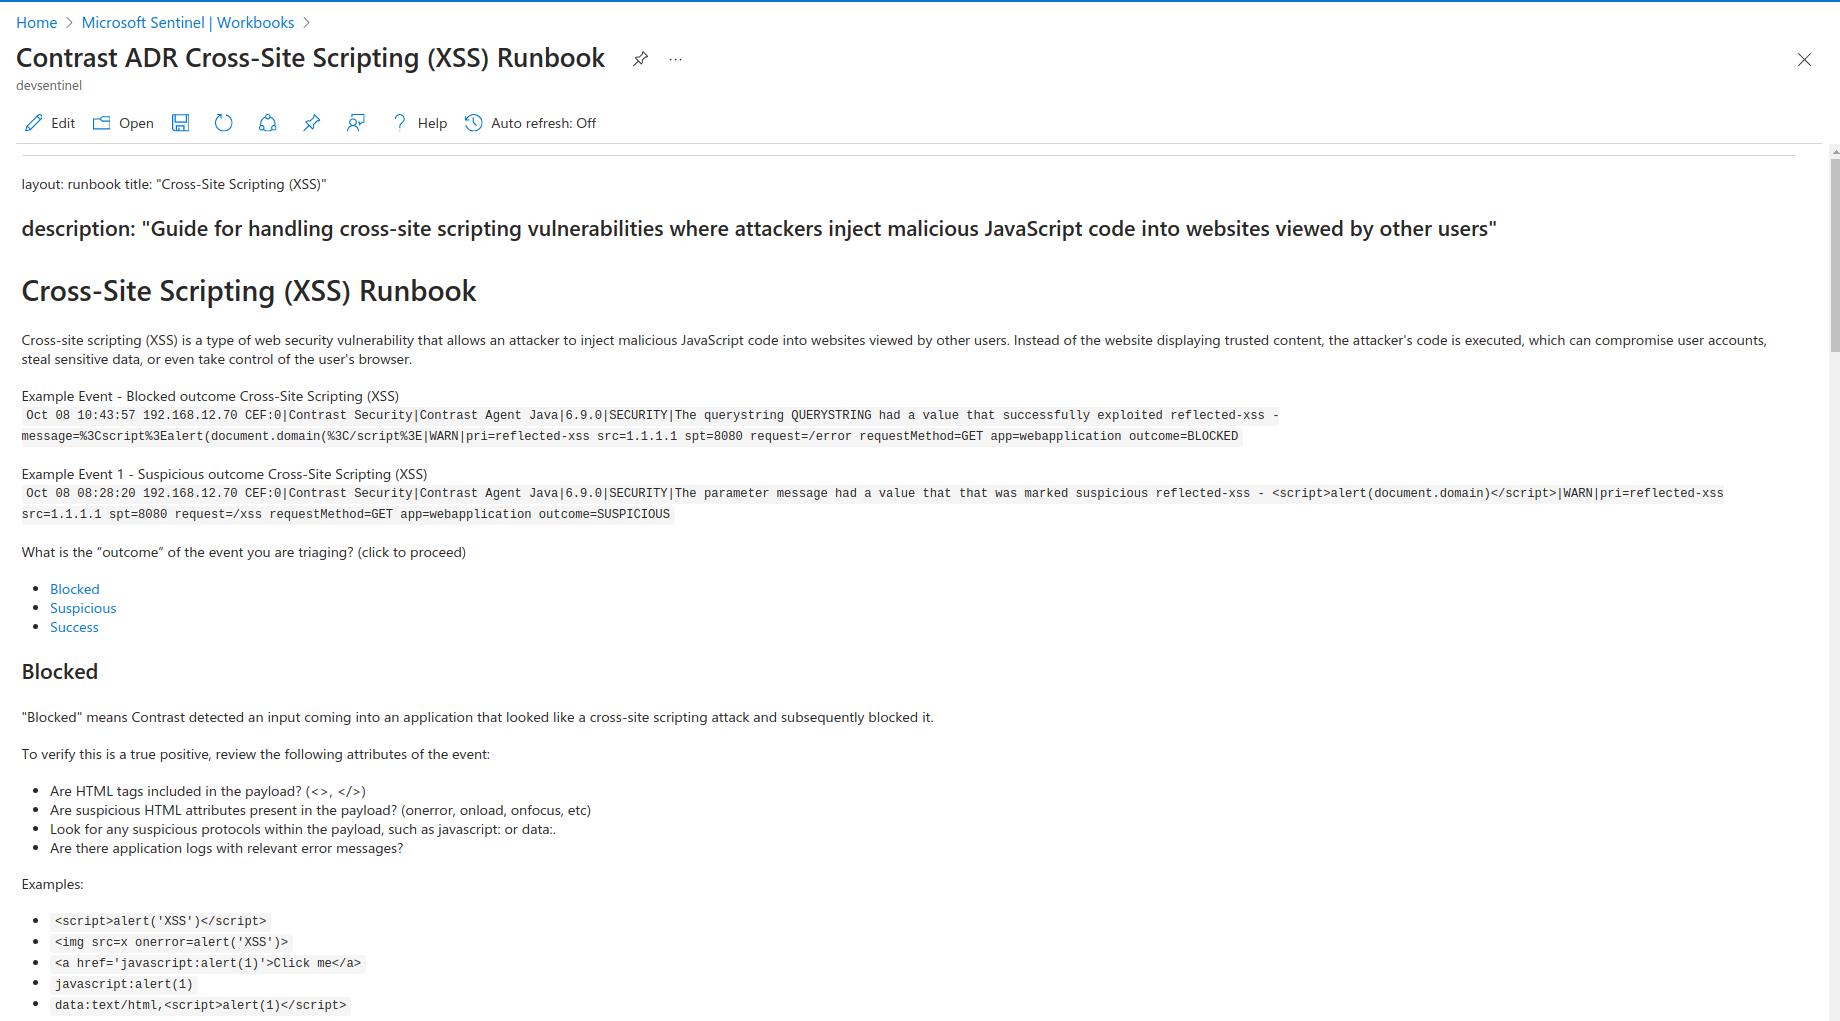 Home > Microsoft Sentinel | Workbooks >
Contrast ADR Cross-Site Scripting (XSS) Runbook ...
devsentinel
Edit Open Help Auto refresh: Off
layout: runbook title: "Cross-Site Scripting (XSS)"
description: "Guide for handling cross-site scripting vulnerabilities where attackers inject malicious JavaScript code into websites viewed by other users"
Cross-Site Scripting (XSS) Runbook
Cross-site scripting (XSS) is a type of web security vulnerability that allows an attacker to inject malicious JavaScript code into websites viewed by other users. Instead of the website displaying trusted content, the attacker's code is executed, which can compromise user accounts,
steal sensitive data, or even take control of the user's browser.
Example Event - Blocked outcome Cross-Site Scripting (XSS)
Oct 08 10:43:57 192.168.12.70 CEF:0|Contrast Security|Contrast Agent Java|6.9.0|SECURITY|The querystring QUERYSTRING had a value that successfully exploited reflected-xss -
message=%3Cscript%3Ealert(document.domain(%3C/script%3E|WARN|pri=reflected-xss src=1.1.1.1 spt=8080 request=/error requestMethod=GET app=webapplication outcome=BLOCKED
Example Event 1 - Suspicious outcome Cross-Site Scripting (XSS)
Oct 08 08:28:20 192.168.12.70 CEF:0|Contrast Security|Contrast Agent Java|6.9.0|SECURITY|The parameter message had a value that that was marked suspicious reflected-xss - <script>alert(document.domain)</script>|WARN|pri=reflected-xss
src=1.1.1.1 spt=8080 request=/xss requestMethod=GET app=webapplication outcome=SUSPICIOUS
What is the “outcome” of the event you are triaging? (click to proceed)
• Blocked
• Suspicious
• Success
Blocked
"Blocked" means Contrast detected an input coming into an application that looked like a cross-site scripting attack and subsequently blocked it.
To verify this is a true positive, review the following attributes of the event:
• Are HTML tags included in the payload? (<>, </>)
• Are suspicious HTML attributes present in the payload? (onerror, onload, onfocus, etc)
• Look for any suspicious protocols within the payload, such as javascript: or data:.
• Are there application logs with relevant error messages?
Examples:
• <script>alert('XSS')</script>
• <img src=x onerror=alert('XSS')>
• <a href='javascript:alert(1)'>Click me</a>
• javascript:alert(1)
• data:text/html,<script>alert(1)</script>